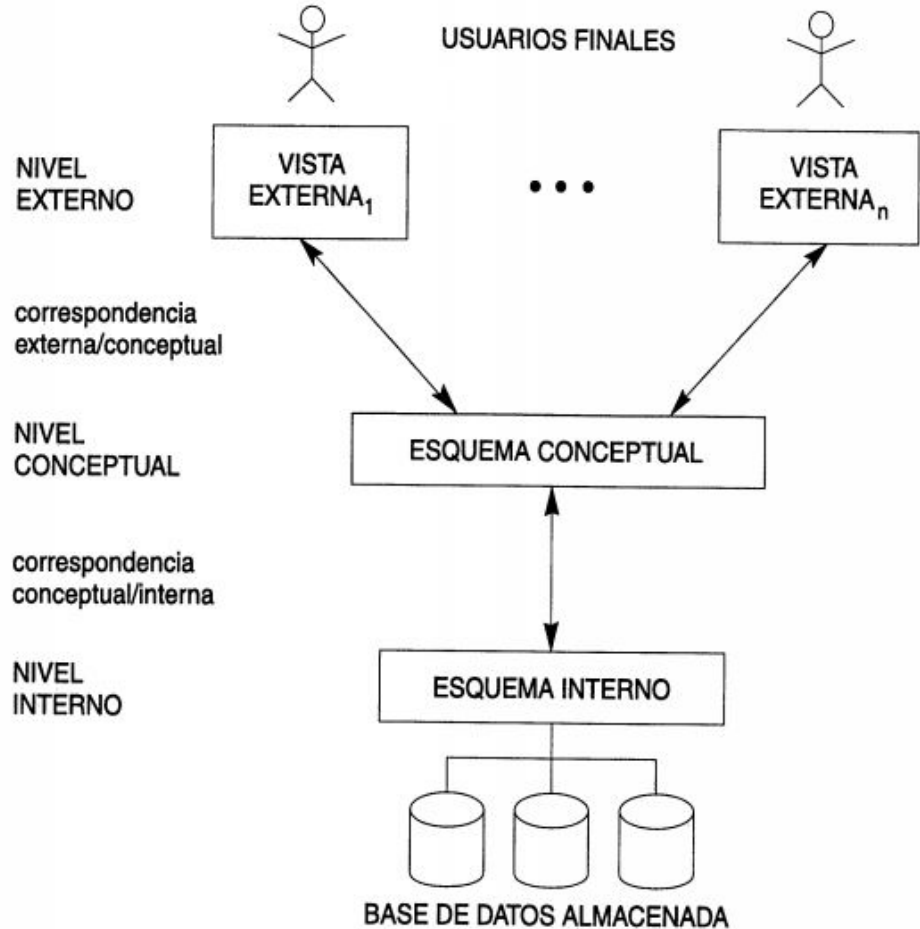 USUARIOS FINALES
NIVEL
EXTERNO
VISTA
EXTERNA₁
• • •
VISTA
EXTERNAₙ
correspondencia
externa/conceptual
NIVEL
CONCEPTUAL
ESQUEMA CONCEPTUAL
correspondencia
conceptual/interna
NIVEL
INTERNO
ESQUEMA INTERNO
BASE DE DATOS ALMACENADA